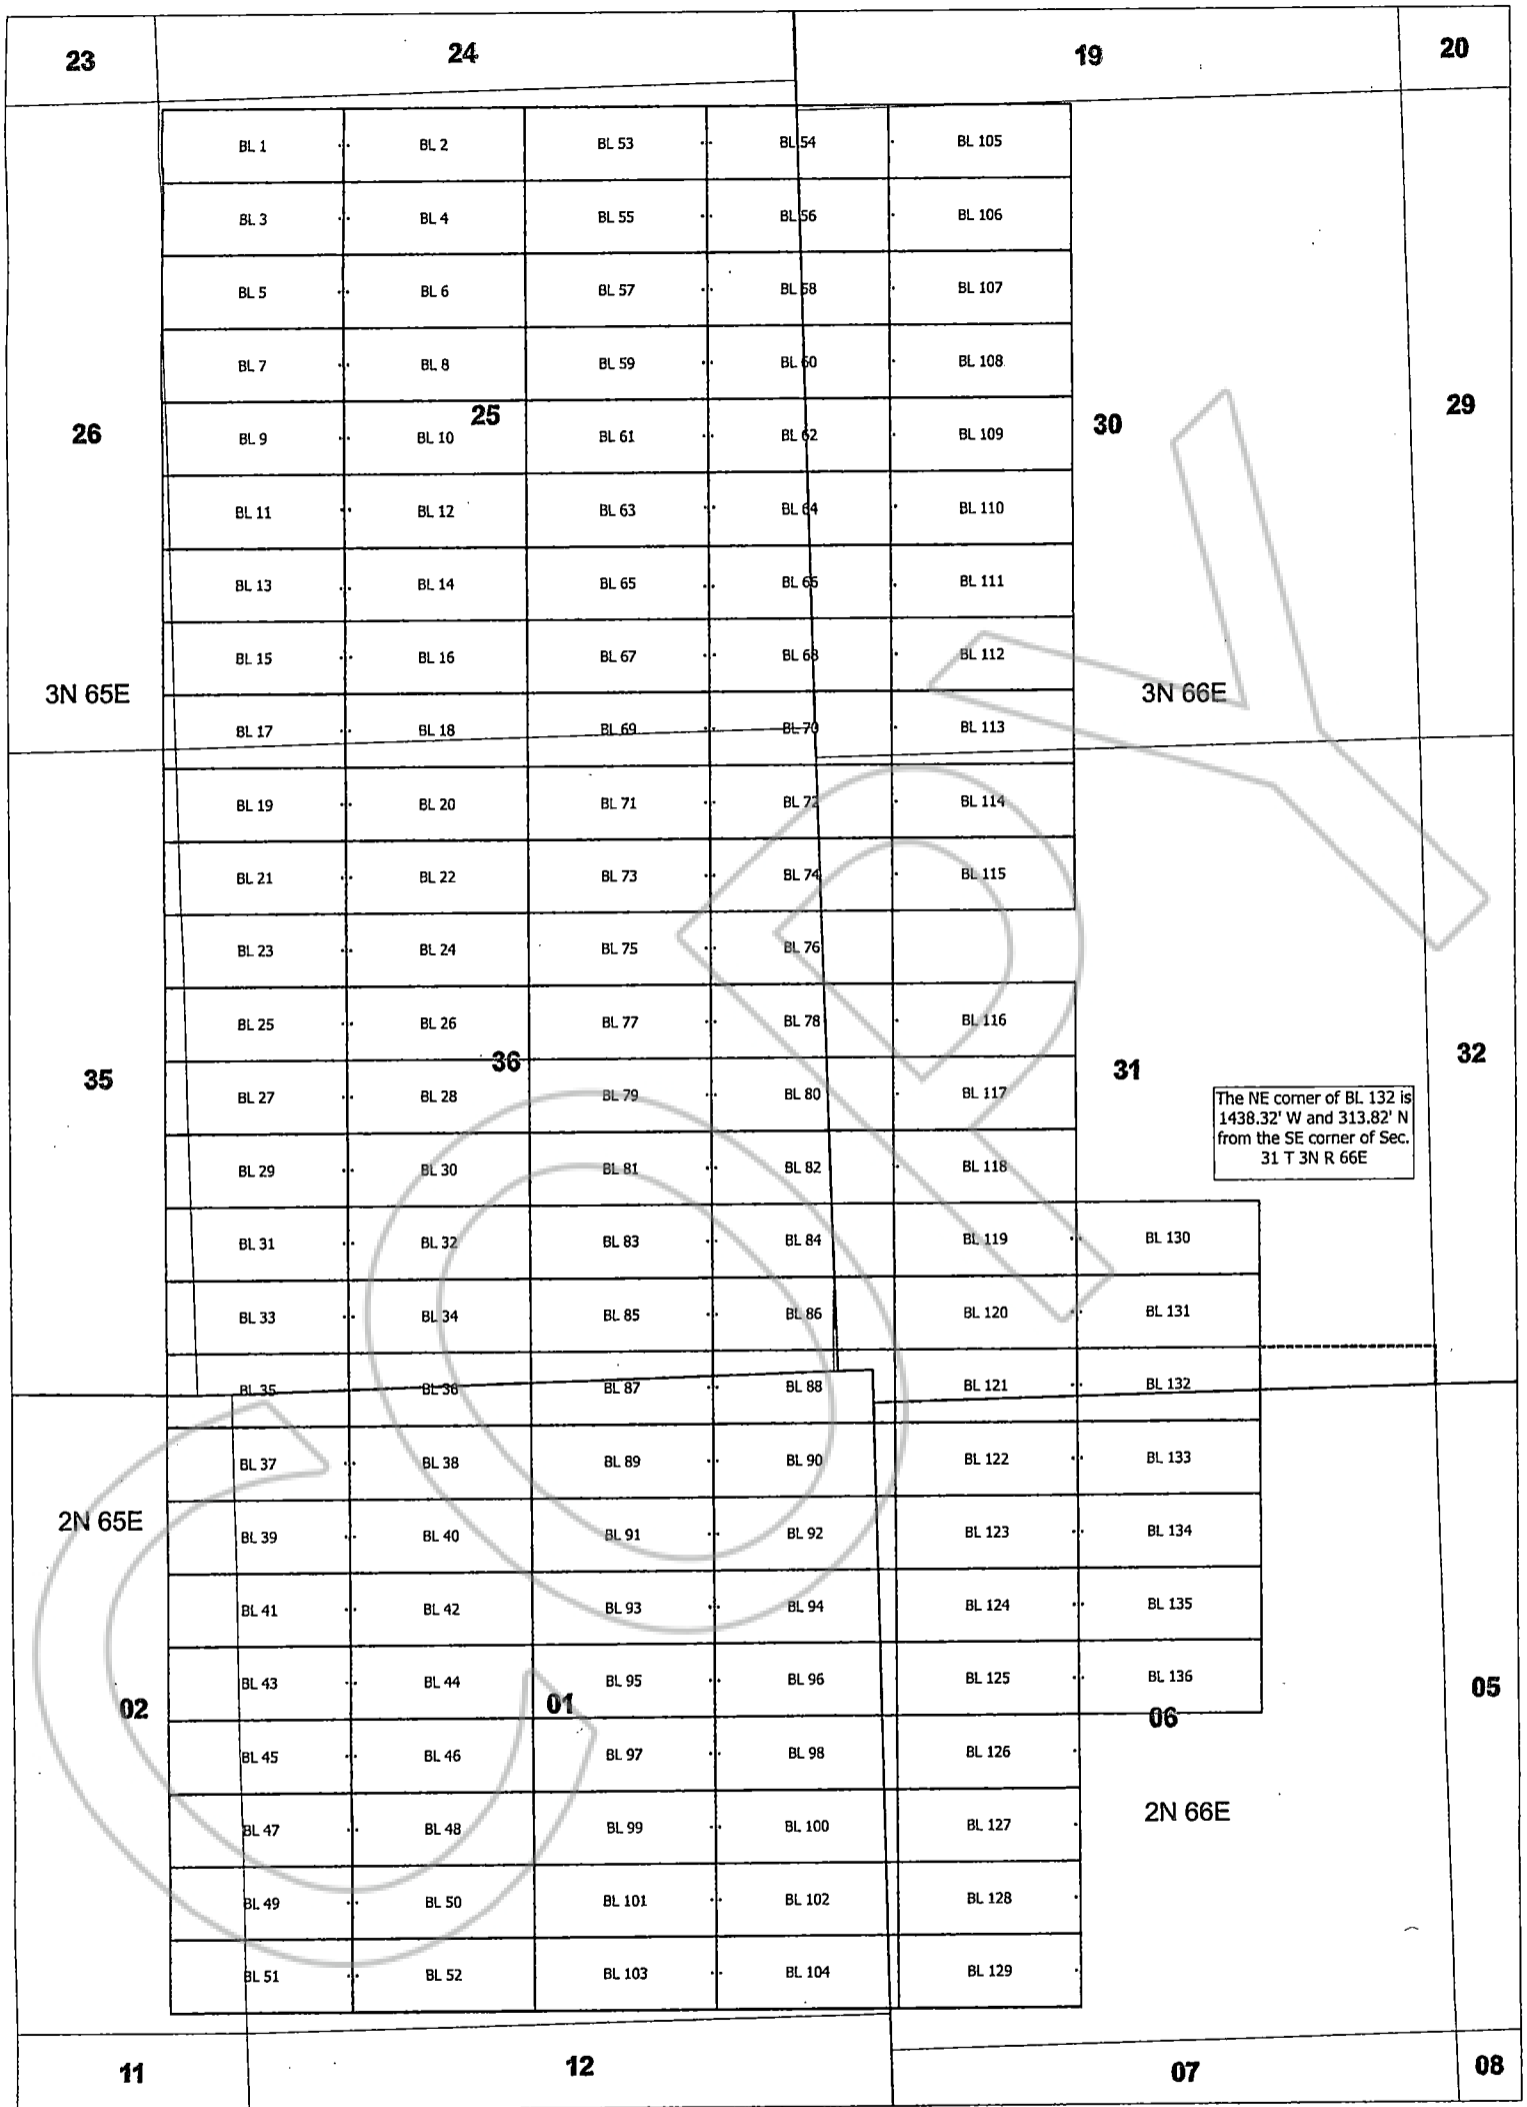 23 24 19 20
BL 1 BL 2 BL 53 BL 54 BL 105
BL 3 BL 4 BL 55 BL 56 BL 106
BL 5 BL 6 BL 57 BL 58 BL 107
BL 7 BL 8 BL 59 BL 60 BL 108
25
26 30 29
BL 9 BL 10 BL 61 BL 62 BL 109
BL 11 BL 12 BL 63 BL 64 BL 110
BL 13 BL 14 BL 65 BL 66 BL 111
BL 15 BL 16 BL 67 BL 68 BL 112
3N 65E 3N 66E
BL 17 BL 18 BL 69 BL 70 BL 113
BL 19 BL 20 BL 71 BL 72 BL 114
BL 21 BL 22 BL 73 BL 74 BL 115
BL 23 BL 24 BL 75 BL 76
BL 25 BL 26 BL 77 BL 78 BL 116
35 36 31 32
BL 27 BL 28 BL 79 BL 80 BL 117
The NE corner of BL 132 is
1438.32' W and 313.82' N
from the SE corner of Sec.
31 T 3N R 66E
BL 29 BL 30 BL 81 BL 82 BL 118
BL 31 BL 32 BL 83 BL 84 BL 119 BL 130
BL 33 BL 34 BL 85 BL 86 BL 120 BL 131
BL 35 BL 36 BL 87 BL 88 BL 121 BL 132
BL 37 BL 38 BL 89 BL 90 BL 122 BL 133
2N 65E
BL 39 BL 40 BL 91 BL 92 BL 123 BL 134
BL 41 BL 42 BL 93 BL 94 BL 124 BL 135
BL 43 BL 44 BL 95 BL 96 BL 125 BL 136
02 01 06 05
BL 45 BL 46 BL 97 BL 98 BL 126
2N 66E
BL 47 BL 48 BL 99 BL 100 BL 127
BL 49 BL 50 BL 101 BL 102 BL 128
BL 51 BL 52 BL 103 BL 104 BL 129
11 12 07 08
COPY